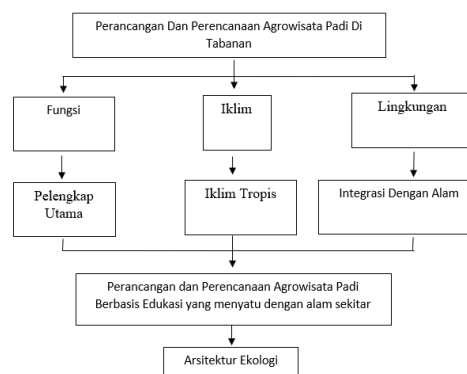 Perancangan Dan Perencanaan Agrowisata Padi Di
Tabanan
Fungsi
Iklim
Lingkungan
Pelengkap
Utama
Iklim Tropis
Integrasi Dengan Alam
Perancangan dan Perencanaan Agrowisata Padi
Berbasis Edukasi yang menyatu dengan alam sekitar
Arsitektur Ekologi